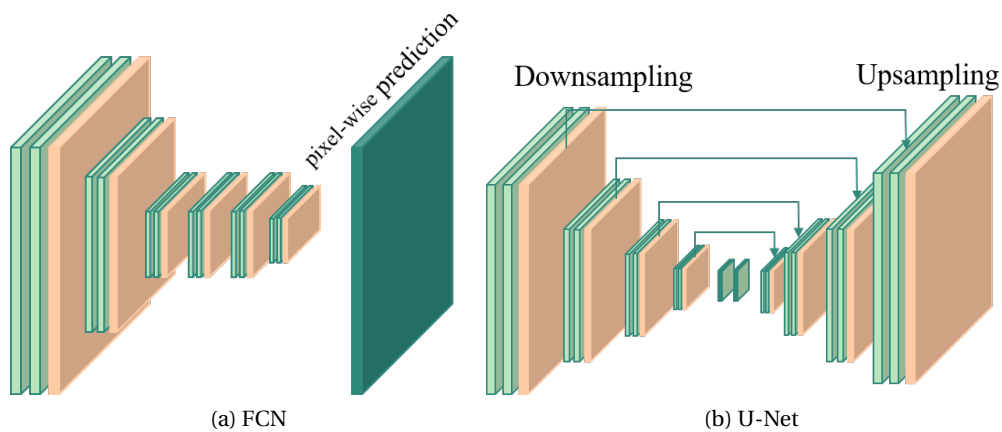 pixel-wise prediction
Downsampling
Upsampling
(a) FCN
(b) U-Net